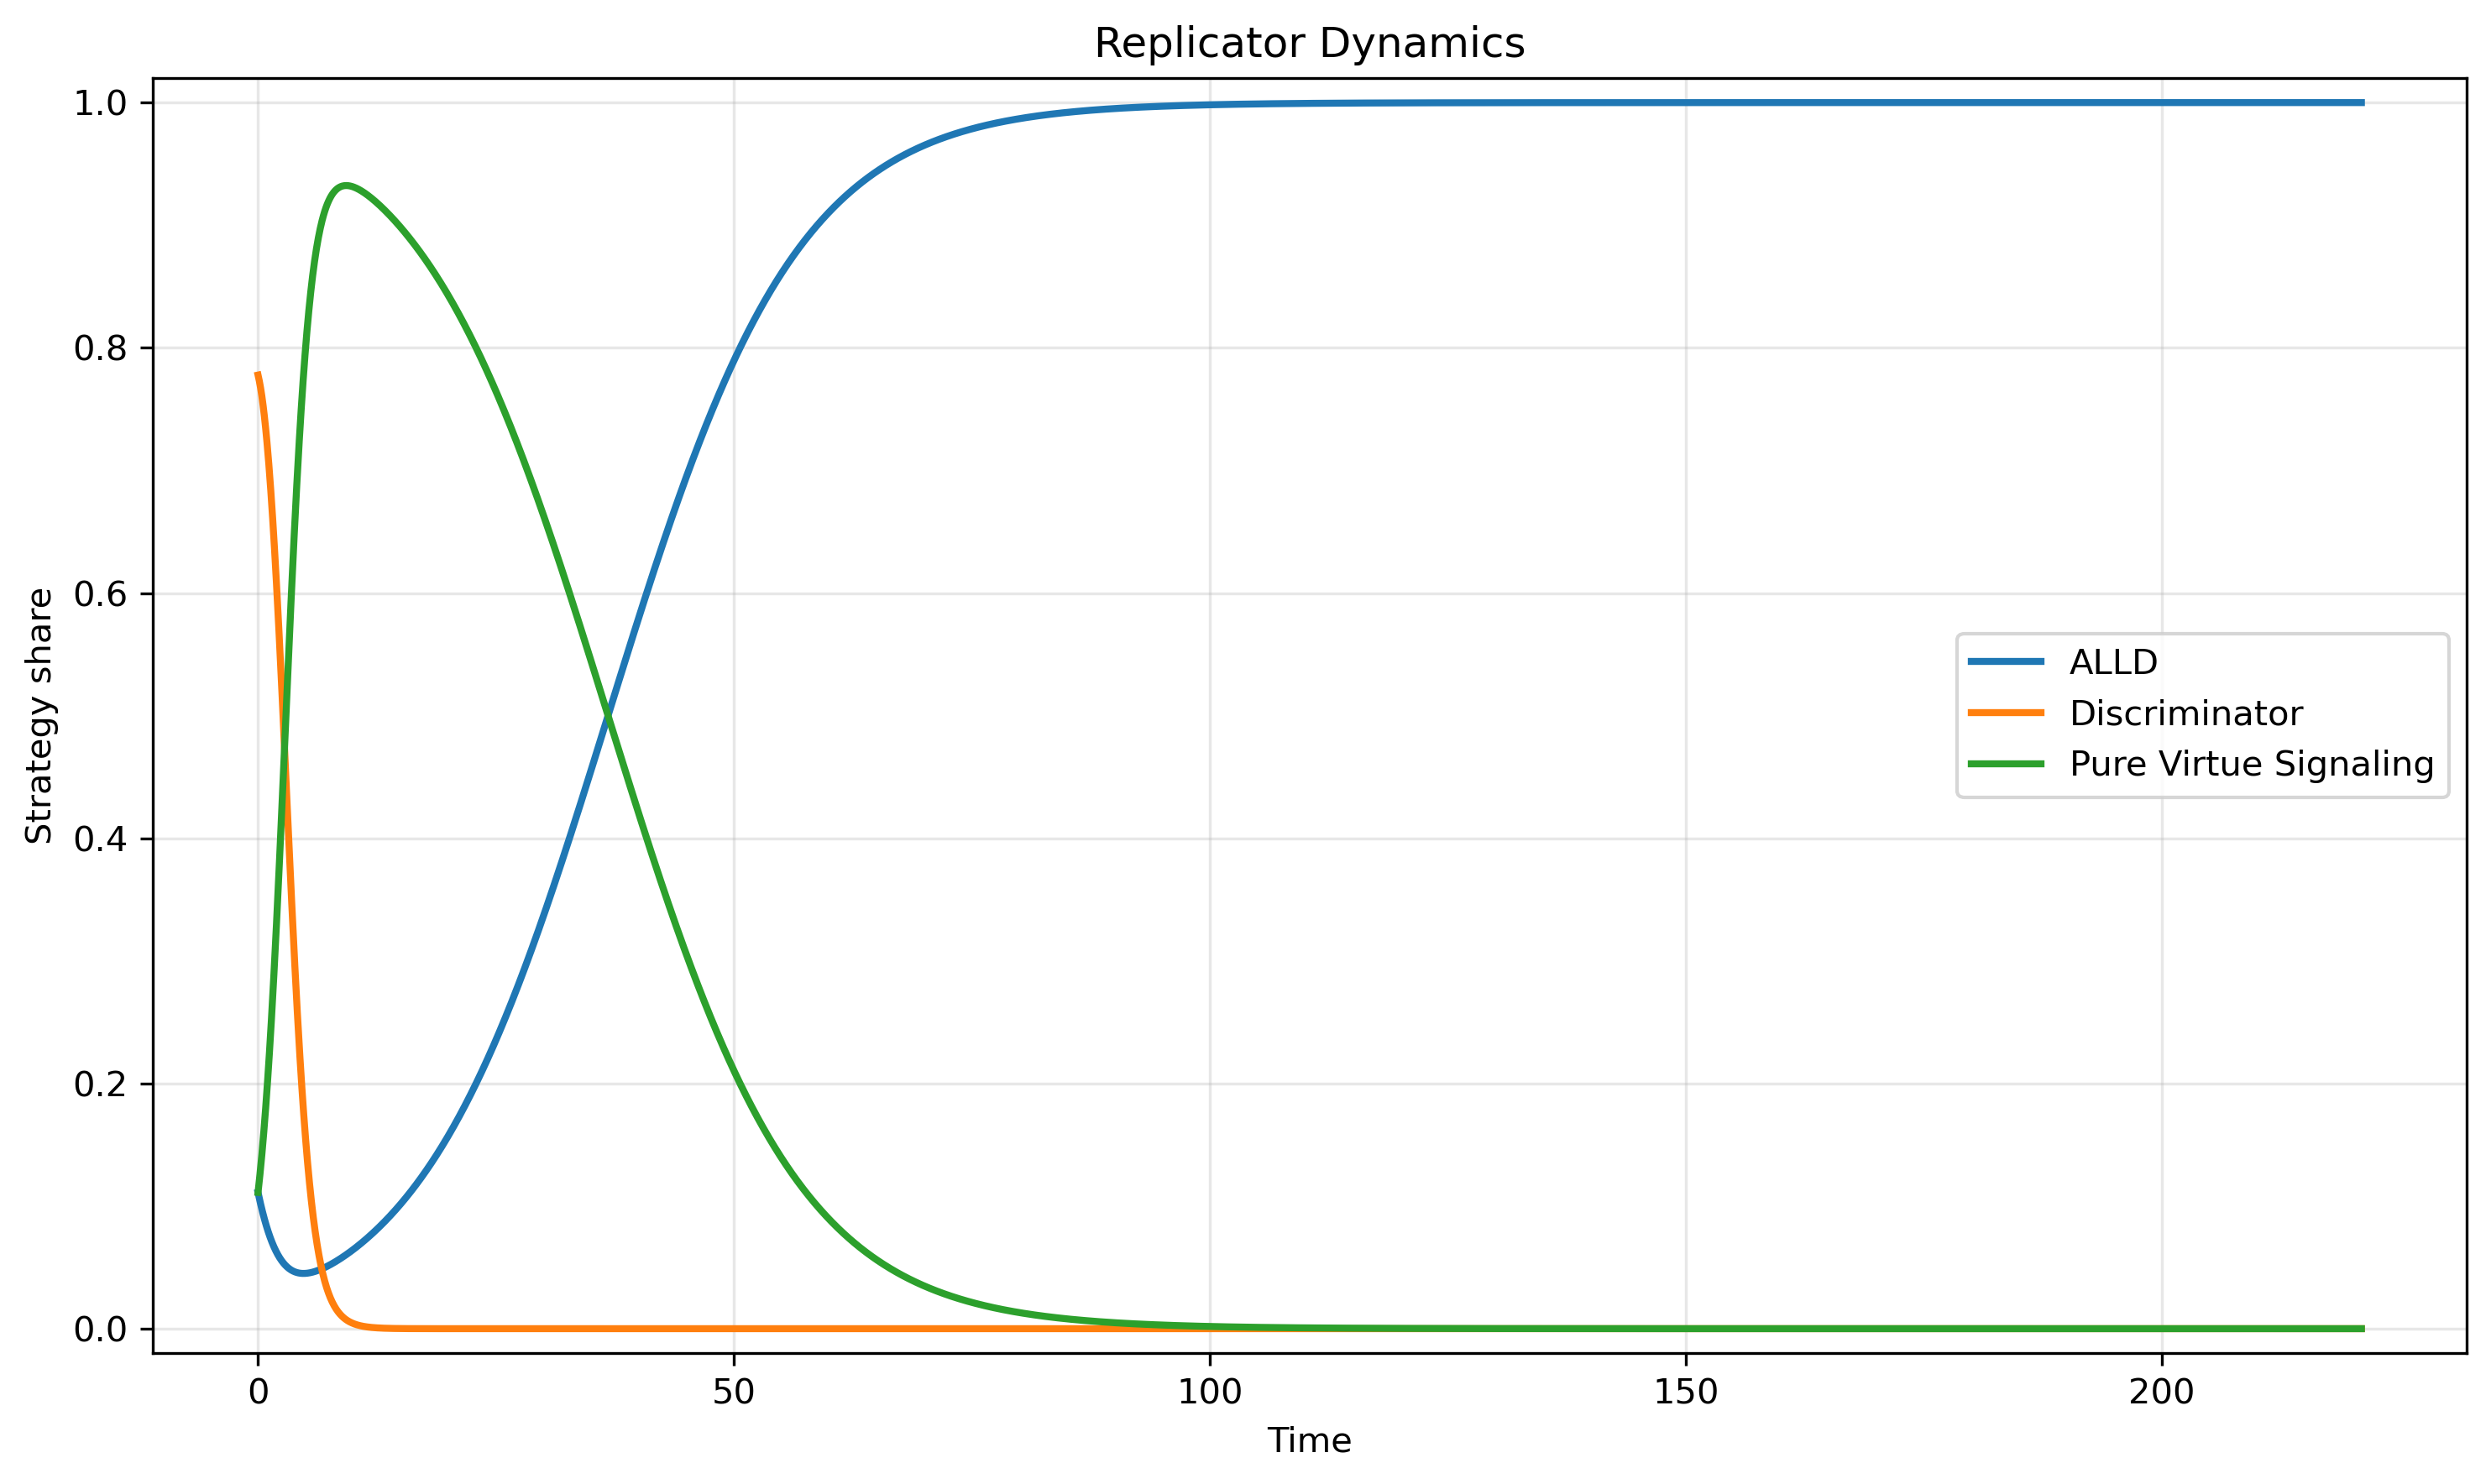 Replicator Dynamics
1.0
0.8
0.6
0.4
0.2
0.0
Strategy share
ALLD
Discriminator
Pure Virtue Signaling
0 50 100 150 200
Time